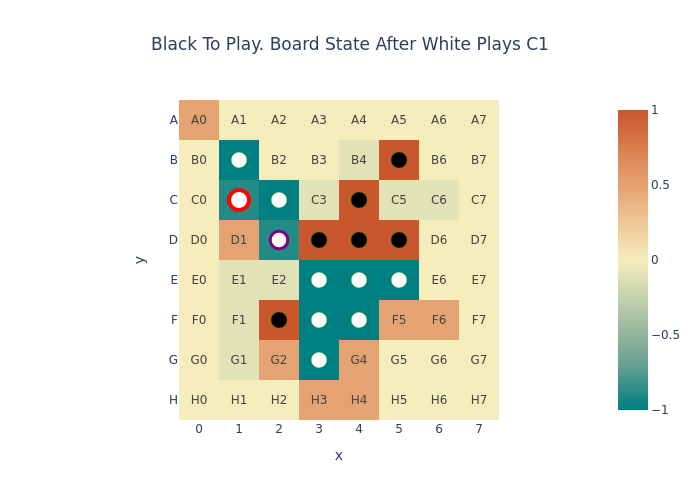 Black To Play. Board State After White Plays C1
A A0 A1 A2 A3 A4 A5 A6 A7
B B0 B2 B3 B4 B6 B7
C C0 C3 C5 C6 C7
D D0 D1 D6 D7
E E0 E1 E2 E6 E7
F F0 F1 F5 F6 F7
G G0 G1 G2 G4 G5 G6 G7
H H0 H1 H2 H3 H4 H5 H6 H7
0 1 2 3 4 5 6 7
x
y
1
0.5
0
−0.5
−1